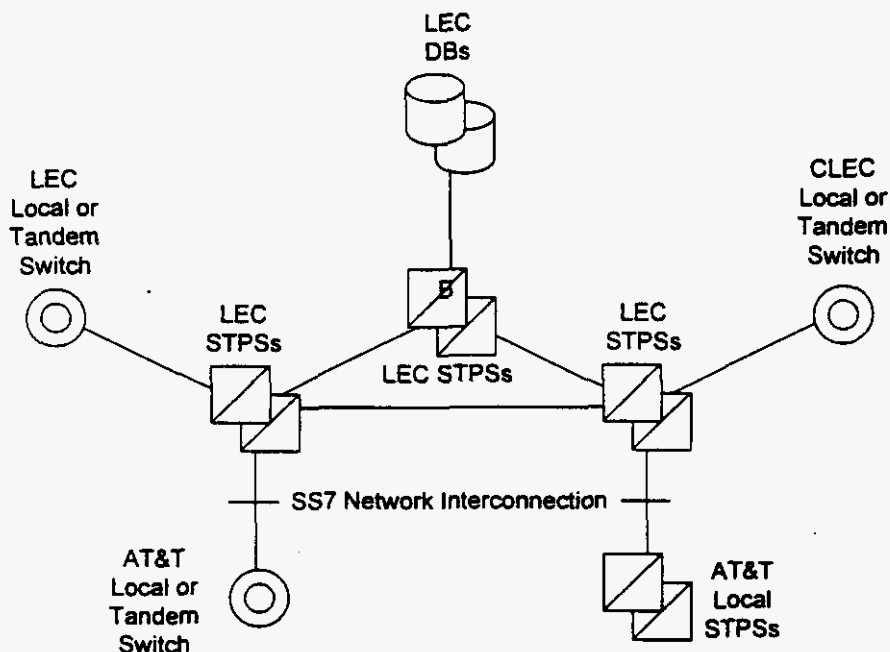 LEC
DBs
LEC
Local or
Tandem
Switch
CLEC
Local or
Tandem
Switch
B
LEC
STPSs
LEC
STPSs
LEC STPSs
SS7 Network Interconnection
AT&T
Local or
Tandem
Switch
AT&T
Local
STPSs